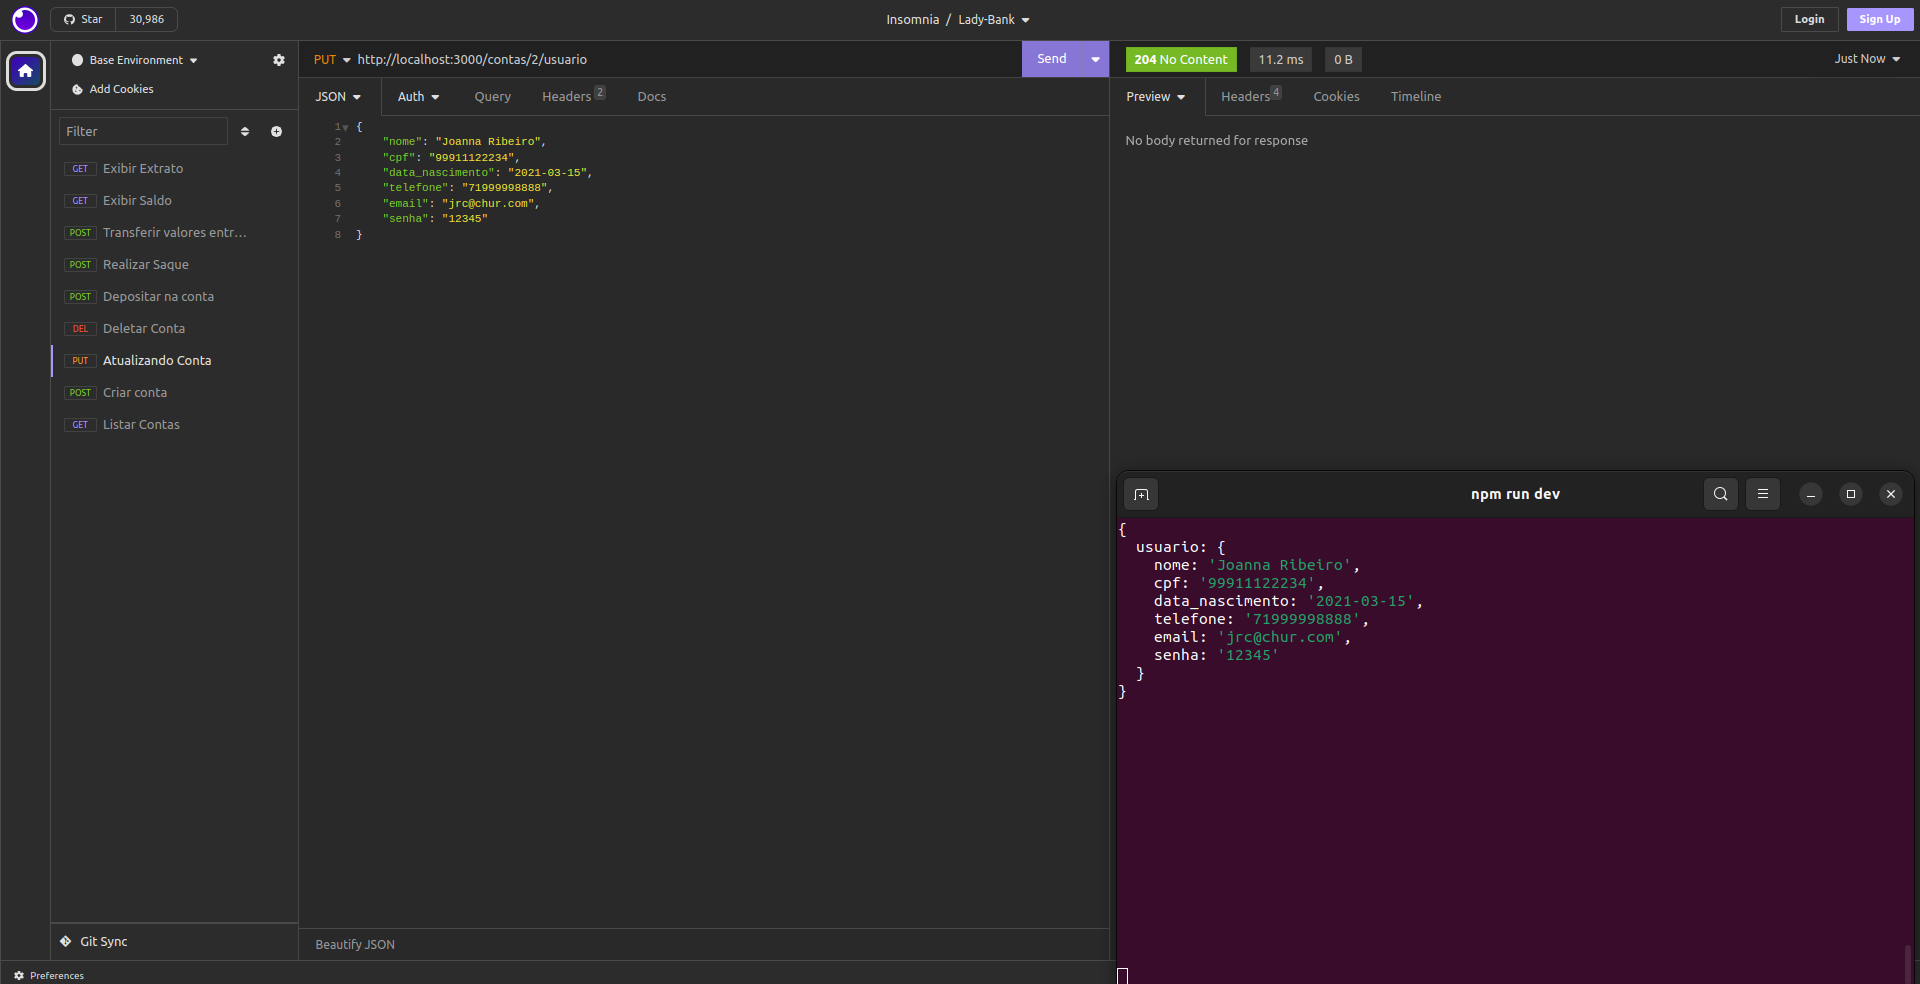 Star 30,986
Insomnia / Lady-Bank
Login Sign Up
Base Environment
Add Cookies
Filter
GET Exibir Extrato
GET Exibir Saldo
POST Transferir valores entr...
POST Realizar Saque
POST Depositar na conta
DEL Deletar Conta
PUT Atualizando Conta
POST Criar conta
GET Listar Contas
Git Sync
Preferences
PUT http://localhost:3000/contas/2/usuario
Send
JSON Auth Query Headers 2 Docs
1 {
2 "nome": "Joanna Ribeiro",
3 "cpf": "99911122234",
4 "data_nascimento": "2021-03-15",
5 "telefone": "71999998888",
6 "email": "jrc@chur.com",
7 "senha": "12345"
8 }
Beautify JSON
204 No Content 11.2 ms 0 B Just Now
Preview Headers 4 Cookies Timeline
No body returned for response
npm run dev
{
usuario: {
nome: 'Joanna Ribeiro',
cpf: '99911122234',
data_nascimento: '2021-03-15',
telefone: '71999998888',
email: 'jrc@chur.com',
senha: '12345'
}
}